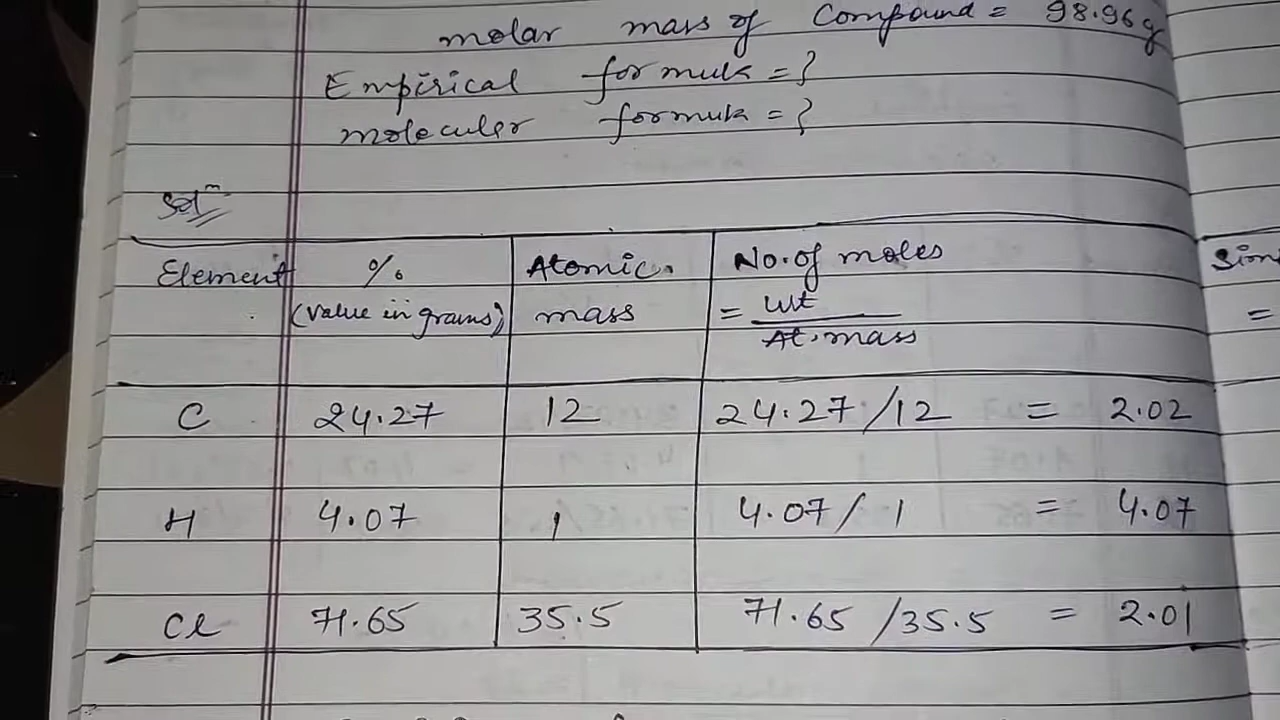 molar mass of Compound = 98.96g
Empirical formula = ?
moleculer formula = ?
Solⁿ
Element % Atomic. No. of moles
(value in grams) mass = wt
At. mass
=
C 24.27 12 24.27/12 = 2.02
H 4.07 1 4.07/1 = 4.07
Cl 71.65 35.5 71.65/35.5 = 2.01